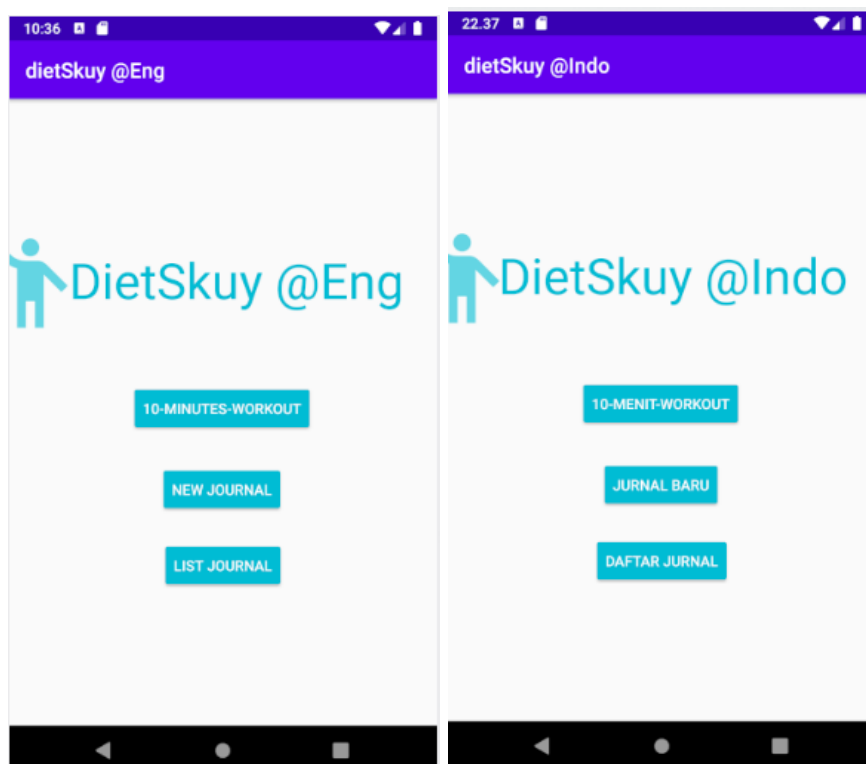 10:36
dietSkuy @Eng
DietSkuy @Eng
10-MINUTES-WORKOUT
NEW JOURNAL
LIST JOURNAL
22.37
dietSkuy @Indo
DietSkuy @Indo
10-MENIT-WORKOUT
JURNAL BARU
DAFTAR JURNAL